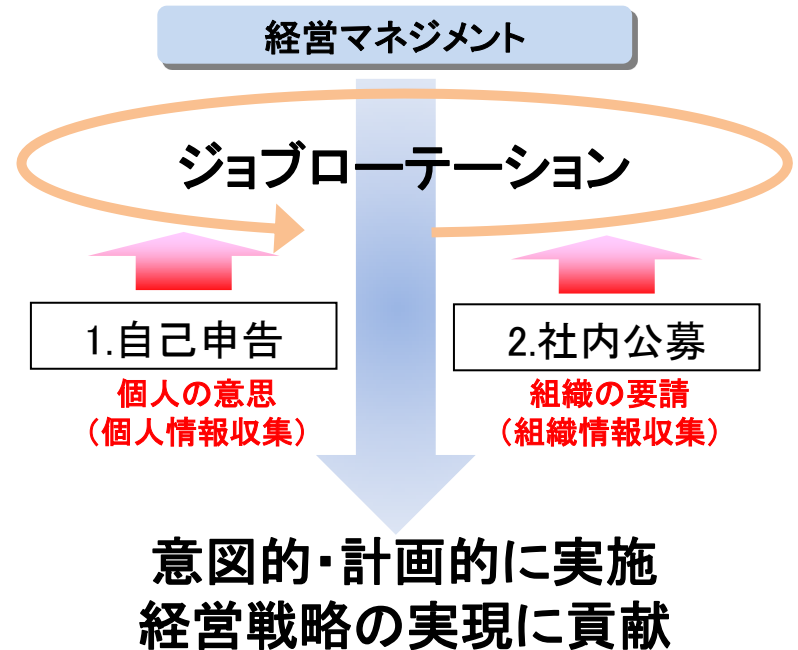 経営マネジメント
ジョブローテーション
1.自己申告
個人の意思
（個人情報収集）
2.社内公募
組織の要請
（組織情報収集）
意図的・計画的に実施
経営戦略の実現に貢献